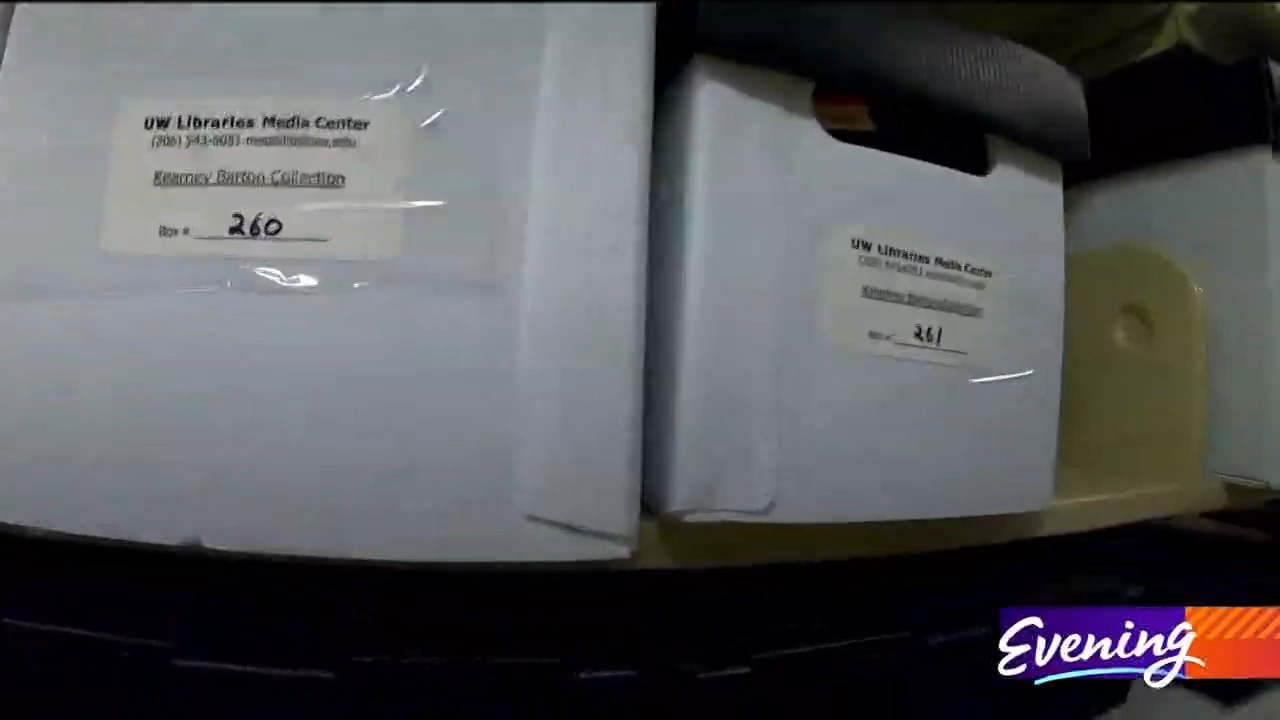 UW Libraries Media Center
Kearney Barton Collection
Box # 260
UW Libraries Media Center
261
Evening